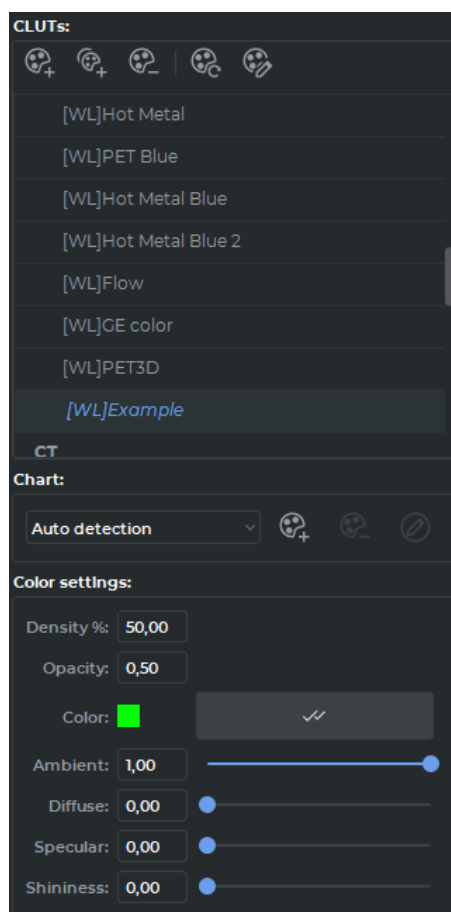 CLUTs:
[WL]Hot Metal
[WL]PET Blue
[WL]Hot Metal Blue
[WL]Hot Metal Blue 2
[WL]Flow
[WL]GE color
[WL]PET3D
[WL]Example
CT
Chart:
Auto detection
Color settings:
Density %: 50,00
Opacity: 0,50
Color:
Ambient: 1,00
Diffuse: 0,00
Specular: 0,00
Shininess: 0,00